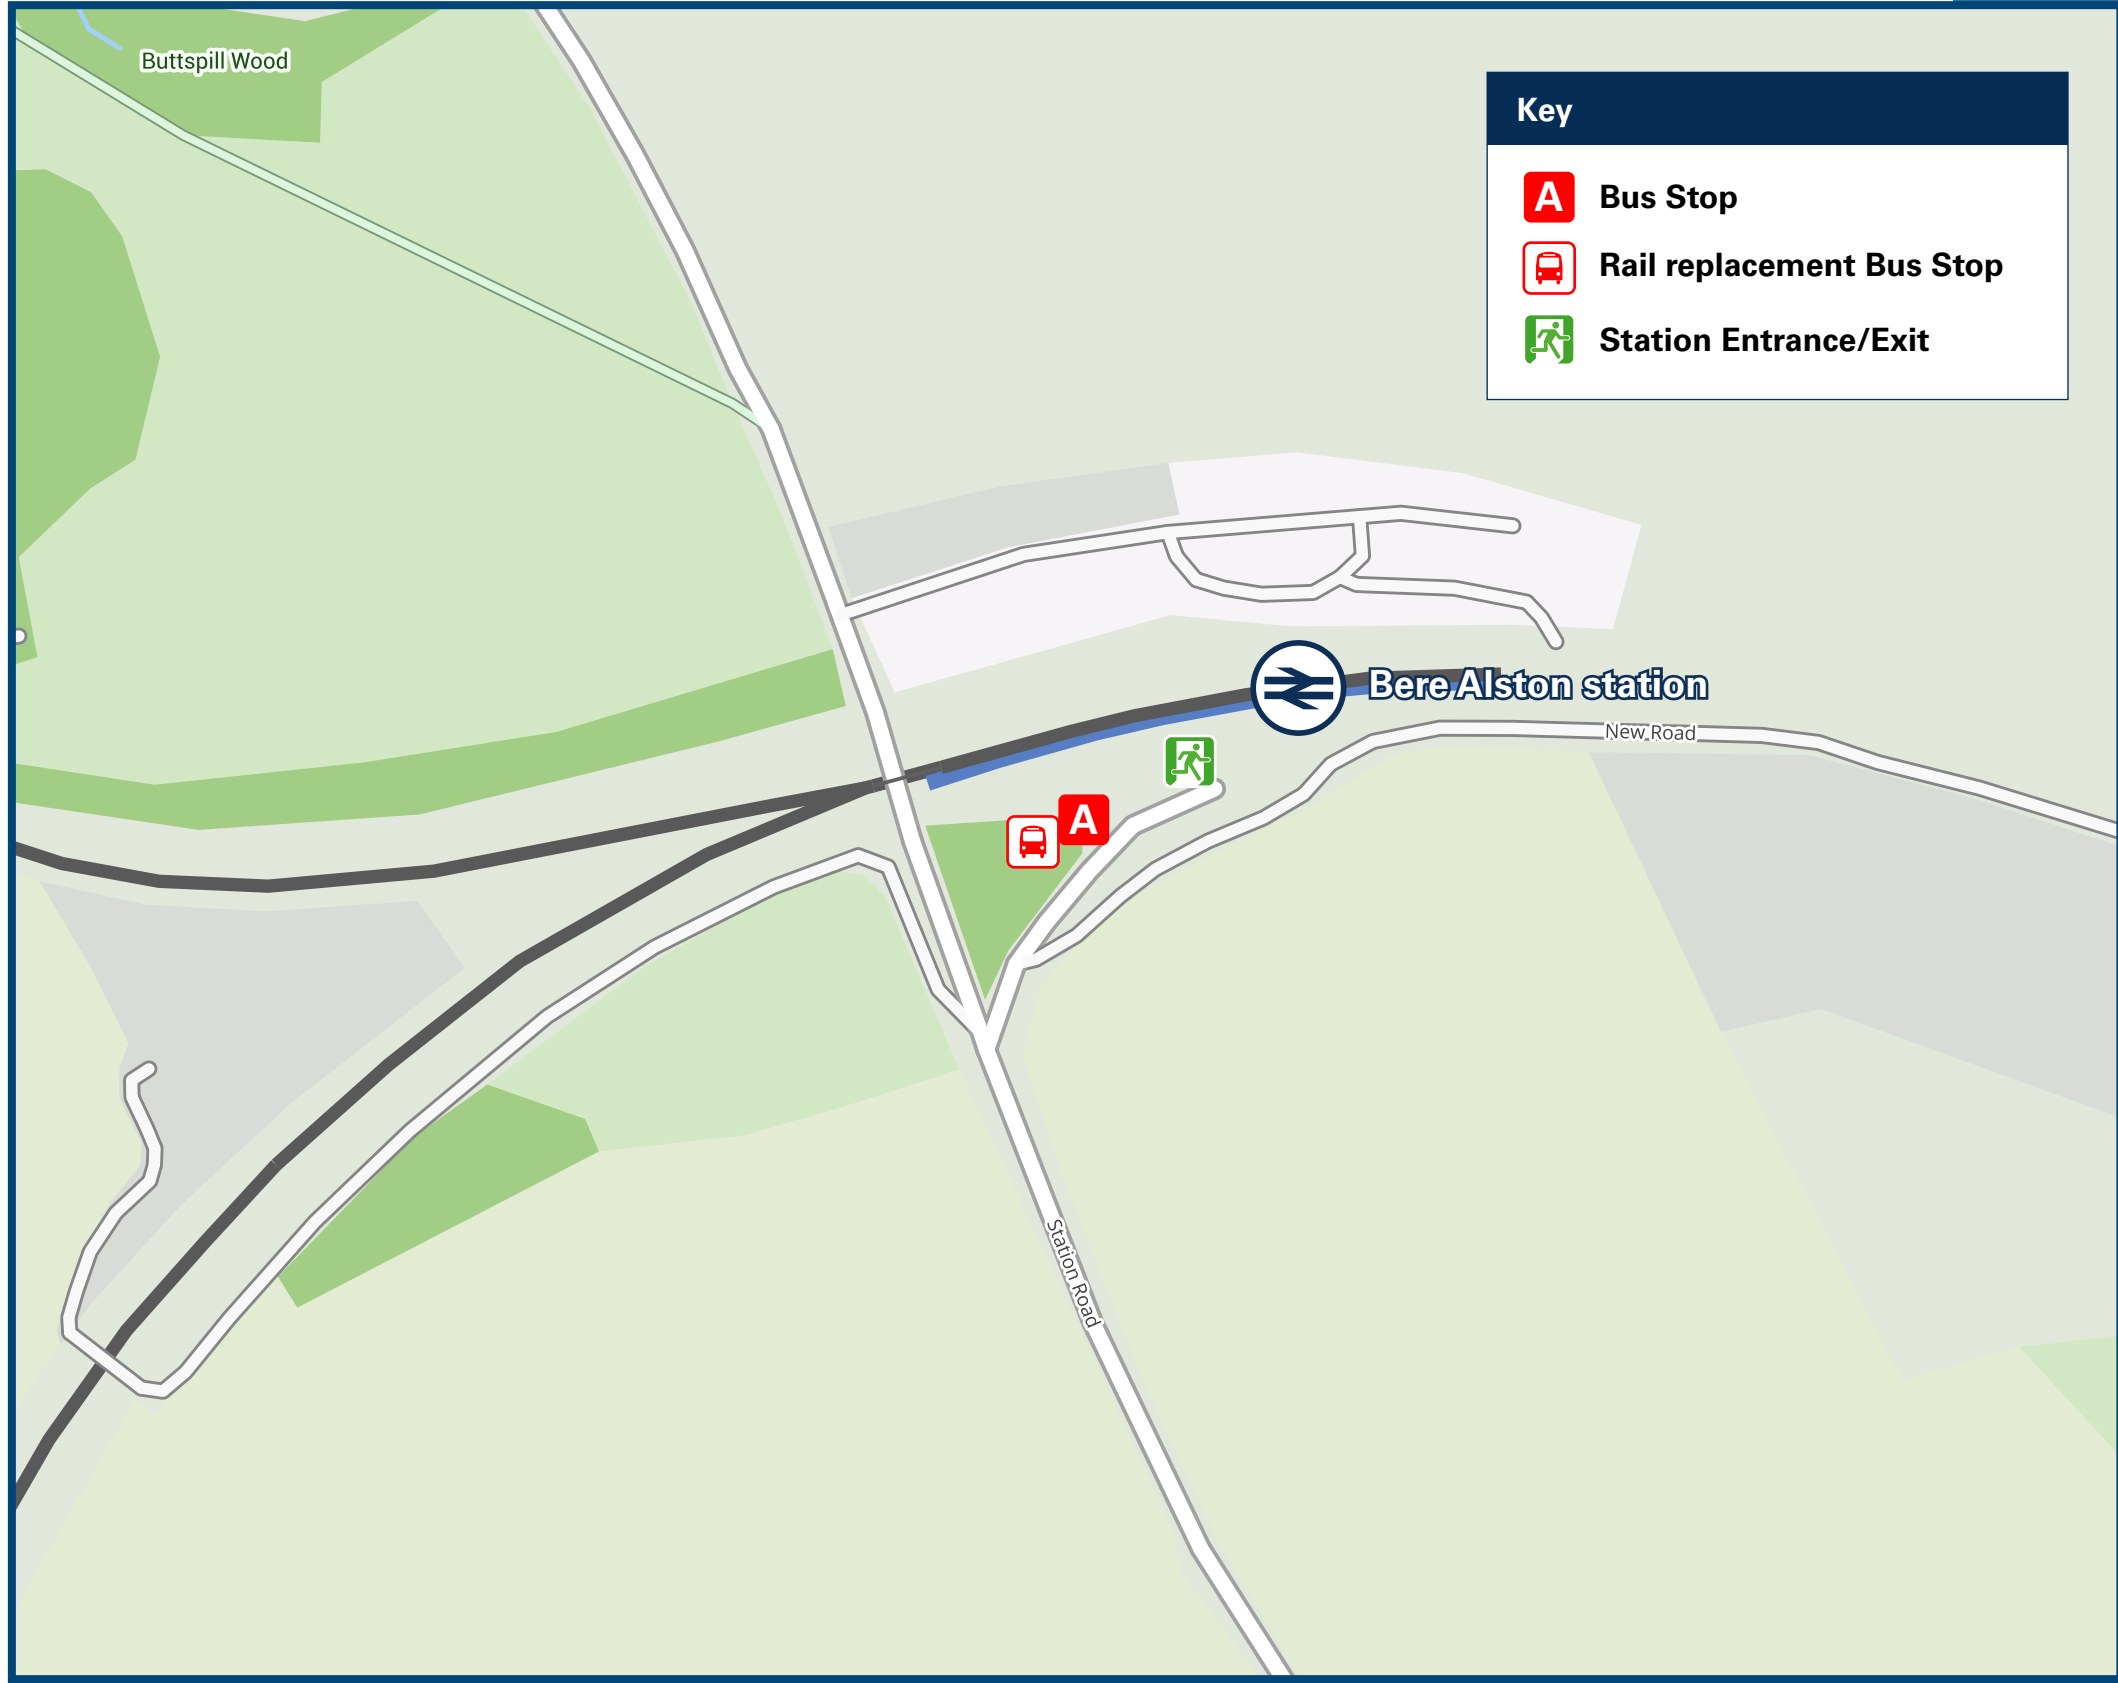 Buttspill Wood
Key
A Bus Stop
Rail replacement Bus Stop
Station Entrance/Exit
Bere Alston station
New Road
A
Station Road